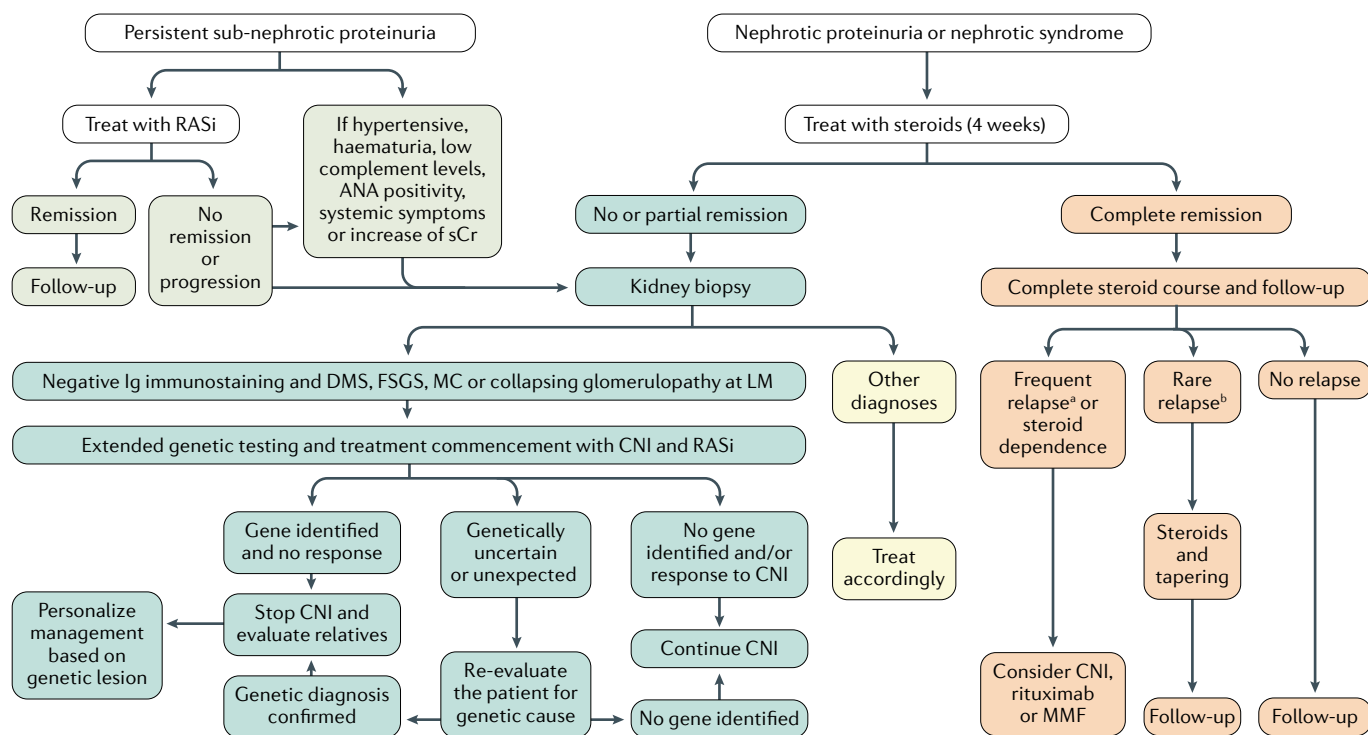 Persistent sub-nephrotic proteinuria
Nephrotic proteinuria or nephrotic syndrome
Treat with RASi
If hypertensive,
haematuria, low
complement levels,
ANA positivity,
systemic symptoms
or increase of sCr
Treat with steroids (4 weeks)
Remission
No
remission
or
progression
Follow-up
No or partial remission
Complete remission
Kidney biopsy
Complete steroid course and follow-up
Negative Ig immunostaining and DMS, FSGS, MC or collapsing glomerulopathy at LM
Other
diagnoses
Frequent
relapseᵃ or
steroid
dependence
Rare
relapseᵇ
No relapse
Extended genetic testing and treatment commencement with CNI and RASi
Gene identified
and no response
Genetically
uncertain
or unexpected
No gene
identified and/or
response to CNI
Treat
accordingly
Steroids
and
tapering
Personalize
management
based on
genetic lesion
Stop CNI and
evaluate relatives
Continue CNI
Genetic diagnosis
confirmed
Re-evaluate
the patient for
genetic cause
No gene identified
Consider CNI,
rituximab
or MMF
Follow-up
Follow-up